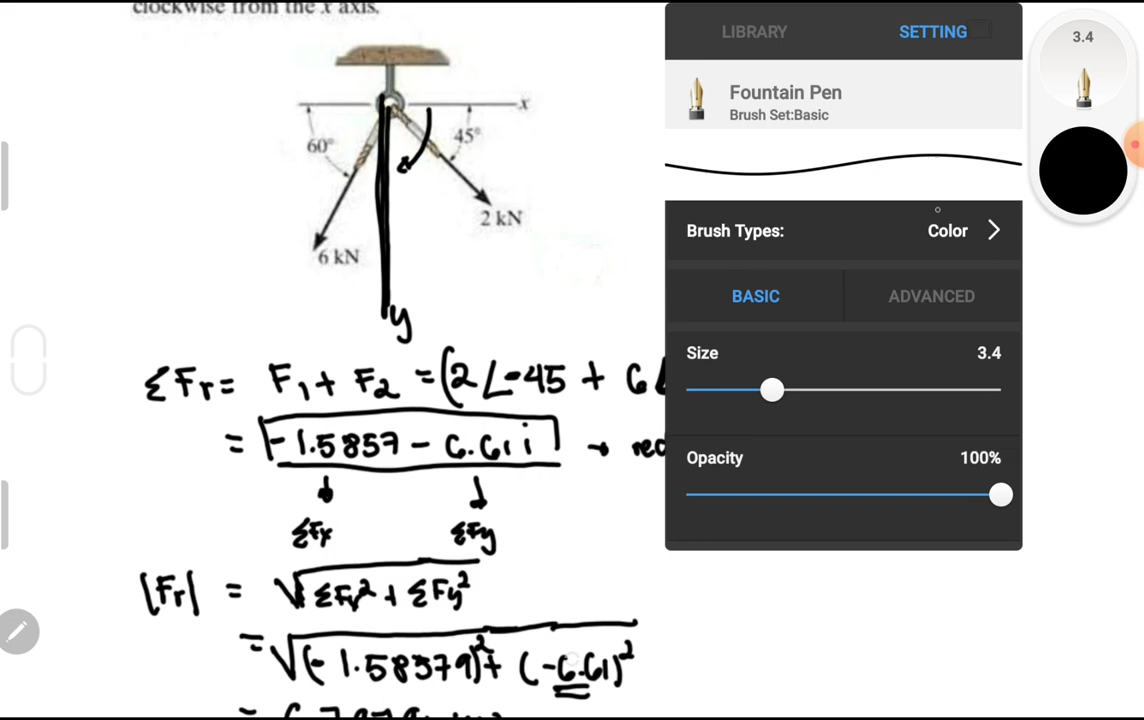 clockwise from the x axis.
x
60°
45°
2 kN
6 kN
y
ΣFr = F₁ + F₂ = (2∠-45 + 6∠
= -1.5857 - 6.61i → rec
ΣFx ΣFy
|Fr| = √ΣFx² + ΣFy²
= √(-1.58579)² + (-6.61)²
LIBRARY SETTING
Fountain Pen
Brush Set:Basic
Brush Types: Color
BASIC ADVANCED
Size 3.4
Opacity 100%
3.4